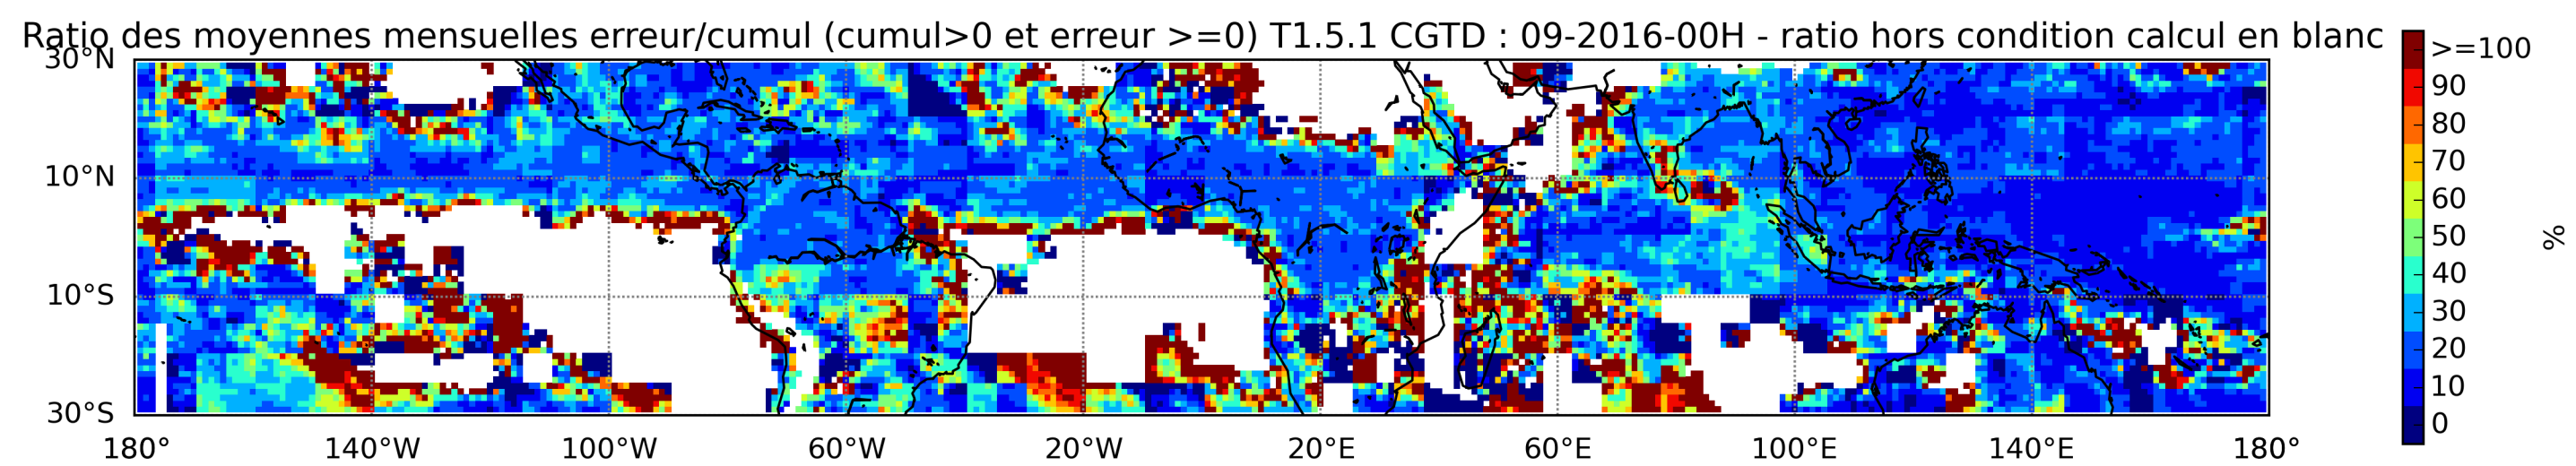 Ratio des moyennes mensuelles erreur/cumul (cumul>0 et erreur >=0) T1.5.1 CGTD : 09-2016-00H - ratio hors condition calcul en blanc
30°N
10°N
10°S
30°S
180° 140°W 100°W 60°W 20°W 20°E 60°E 100°E 140°E 180°
>=100
90
80
70
60
50
40
30
20
10
0
%